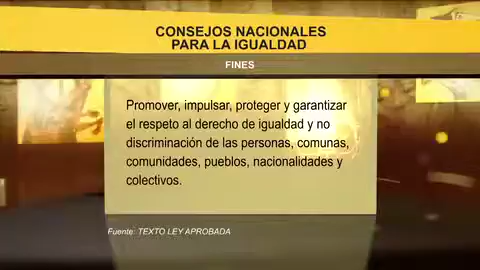 CONSEJOS NACIONALES
PARA LA IGUALDAD
FINES
Promover, impulsar, proteger y garantizar
el respeto al derecho de igualdad y no
discriminación de las personas, comunas,
comunidades, pueblos, nacionalidades y
colectivos.
Fuente: TEXTO LEY APROBADA